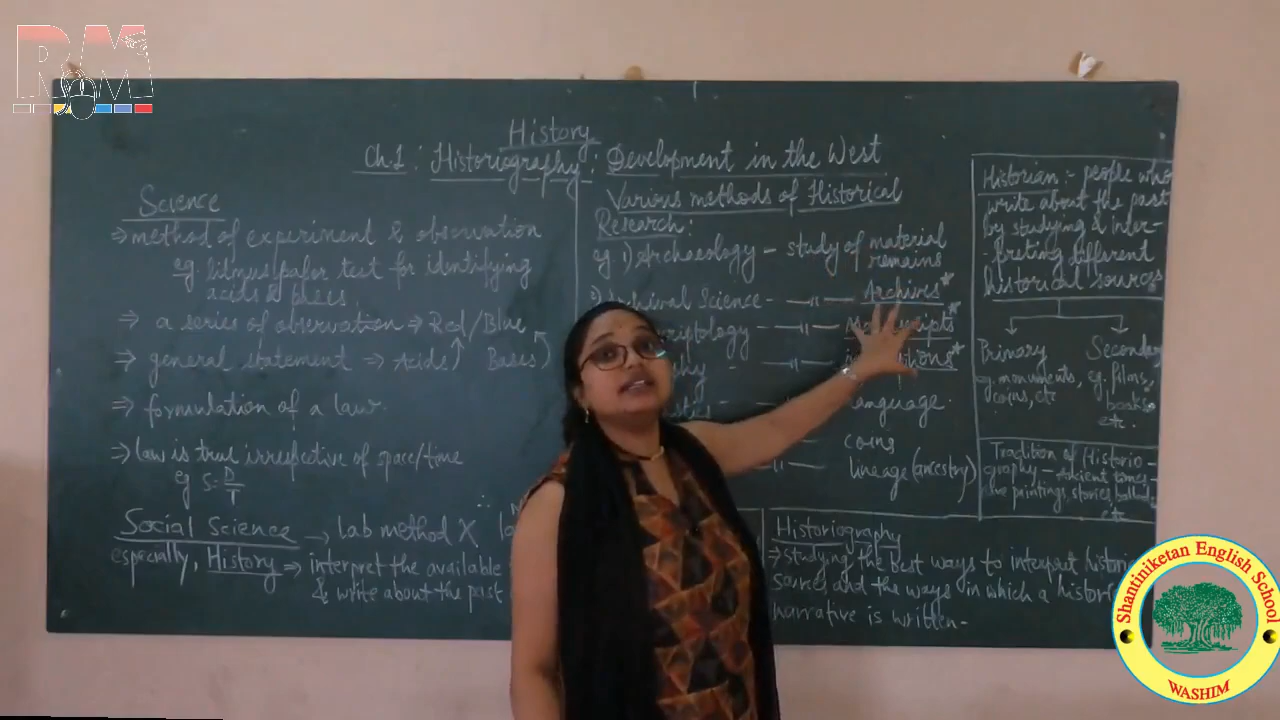 RMM
History
Ch.1 : Historiography : Development in the West
Science
⇒ method of experiment & observation
eg litmus paper test for identifying
acids & bases
⇒ a series of observation ⇒ Red/Blue
⇒ general statement ⇒ Acids Bases
⇒ formulation of a law.
⇒ law is true irrespective of space/time
eg S = D/T
Social Science → Lab method X
especially, History ⇒ interpret the available
& write about the past
Various methods of Historical
Research :
eg 1) Archaeology - study of material
remains
Archival Science - Archives*
Manuscripts*
inscriptions*
language
coins
lineage (ancestry)
Historian :- people who
write about the past
by studying & inter-
-preting different
historical sources
Primary
eg. monuments,
coins, etc
Secondary
eg. films,
books
etc.
Tradition of Historio-
graphy - Ancient times -
paintings, stories, ballads,
etc
Historiography
⇒ studying the best ways to interpret
sources and the ways in which a
narrative is written-
Shantiniketan English School
WASHIM